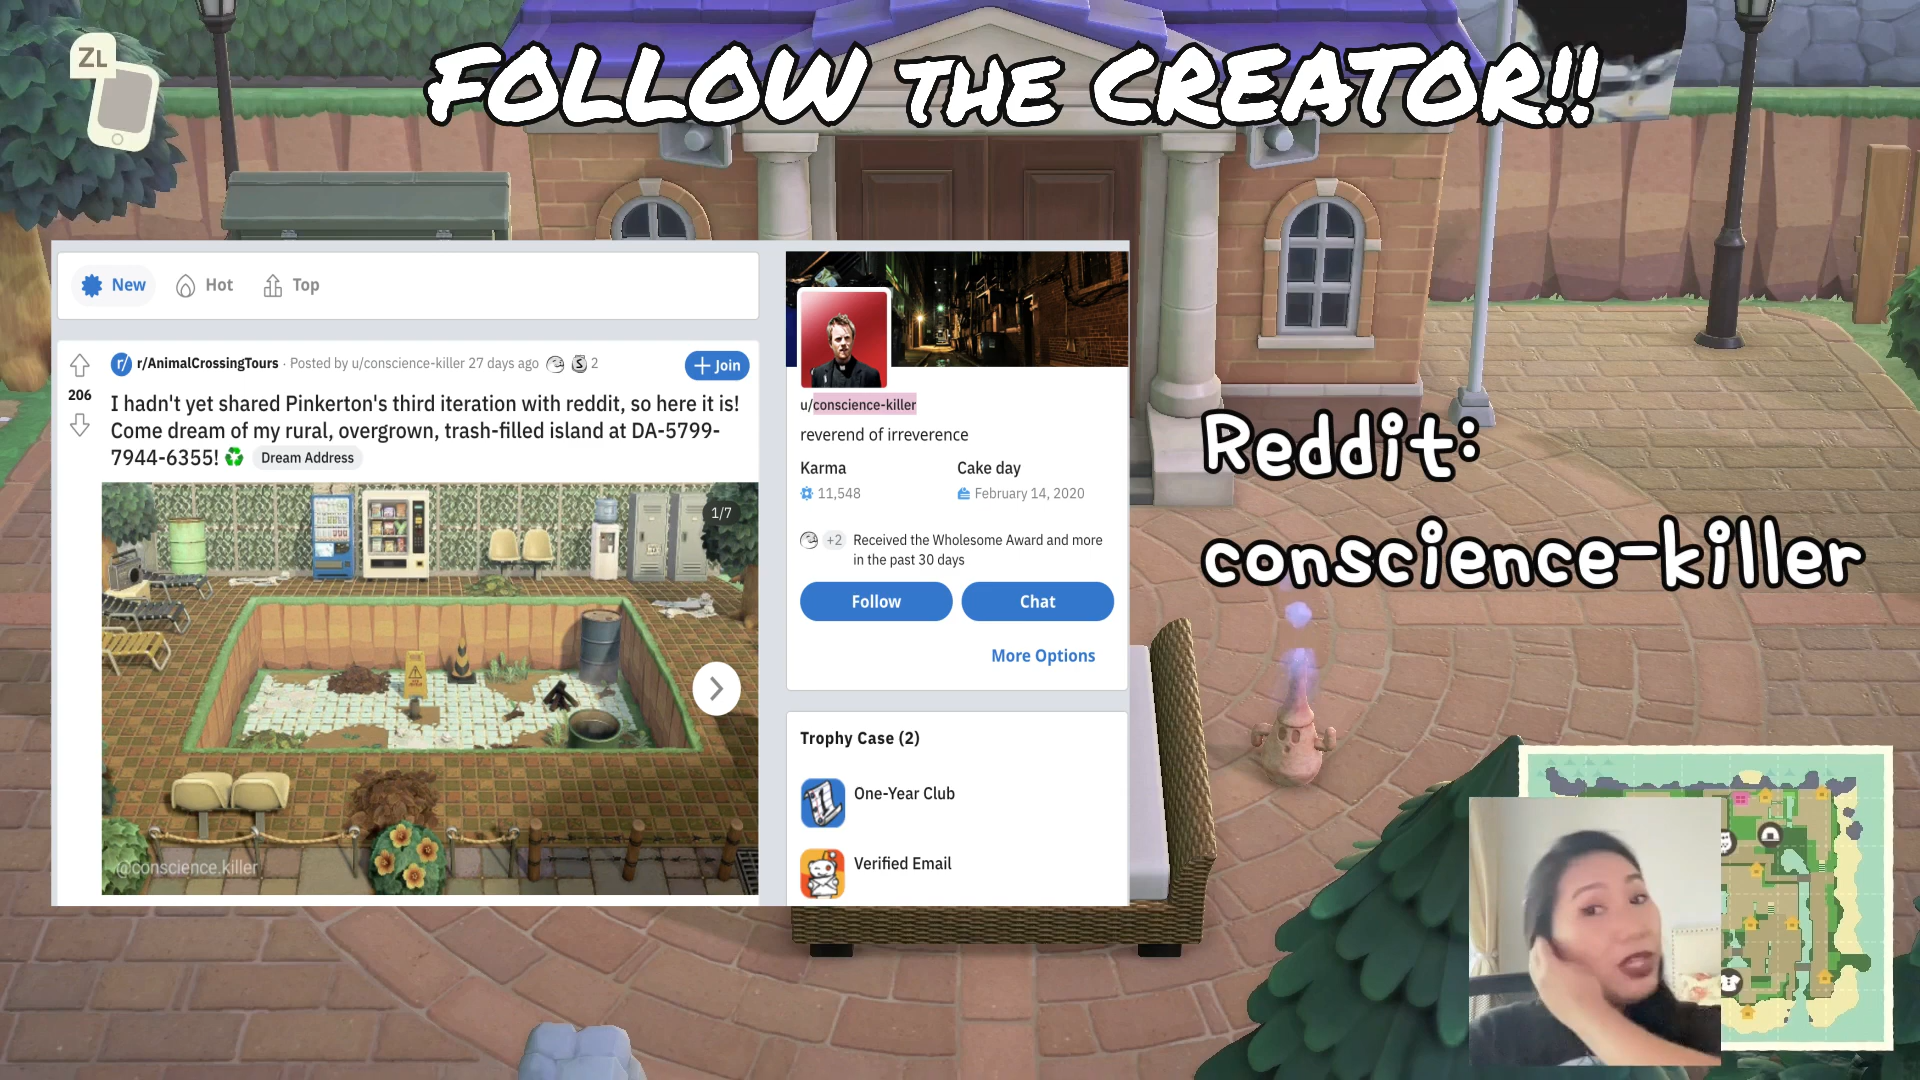 ZL
FOLLOW THE CREATOR!!
New Hot Top
r/AnimalCrossingTours · Posted by u/conscience-killer 27 days ago 2
Join
206
I hadn't yet shared Pinkerton's third iteration with reddit, so here it is!
Come dream of my rural, overgrown, trash-filled island at DA-5799-
7944-6355! Dream Address
1/7
@conscience.killer
u/conscience-killer
reverend of irreverence
Karma Cake day
11,548 February 14, 2020
+2 Received the Wholesome Award and more
in the past 30 days
Follow Chat
More Options
Trophy Case (2)
One-Year Club
Verified Email
Reddit:
conscience-killer